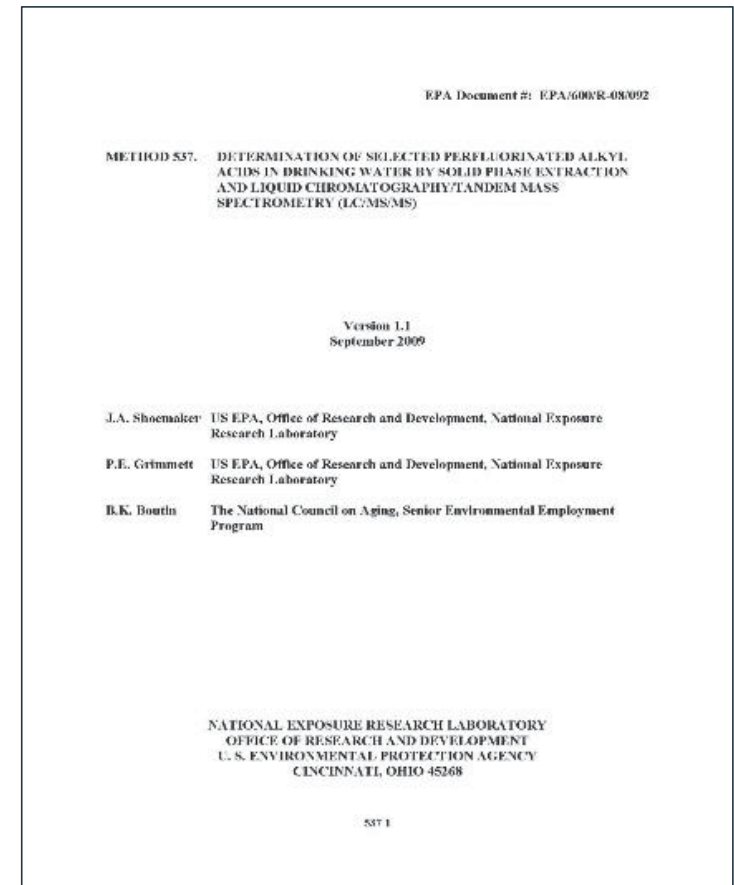 EPA Document #: EPA/600/R-08/092
METHOD 537. DETERMINATION OF SELECTED PERFLUORINATED ALKYL
ACIDS IN DRINKING WATER BY SOLID PHASE EXTRACTION
AND LIQUID CHROMATOGRAPHY/TANDEM MASS
SPECTROMETRY (LC/MS/MS)
Version 1.1
September 2009
J.A. Shoemaker US EPA, Office of Research and Development, National Exposure
Research Laboratory
P.E. Grimmett US EPA, Office of Research and Development, National Exposure
Research Laboratory
B.K. Boutin The National Council on Aging, Senior Environmental Employment
Program
NATIONAL EXPOSURE RESEARCH LABORATORY
OFFICE OF RESEARCH AND DEVELOPMENT
U. S. ENVIRONMENTAL PROTECTION AGENCY
CINCINNATI, OHIO 45268
537 1